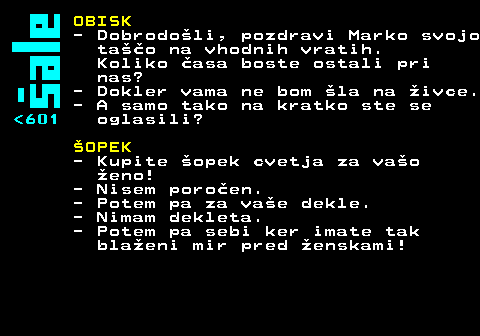 Šale
<601
OBISK
- Dobrodošli, pozdravi Marko svojo
taščo na vhodnih vratih.
Koliko časa boste ostali pri
nas?
- Dokler vama ne bom šla na živce.
- A samo tako na kratko ste se
oglasili?
ŠOPEK
- Kupite šopek cvetja za vašo
ženo!
- Nisem poročen.
- Potem pa za vaše dekle.
- Nimam dekleta.
- Potem pa sebi ker imate tak
blaženi mir pred ženskami!